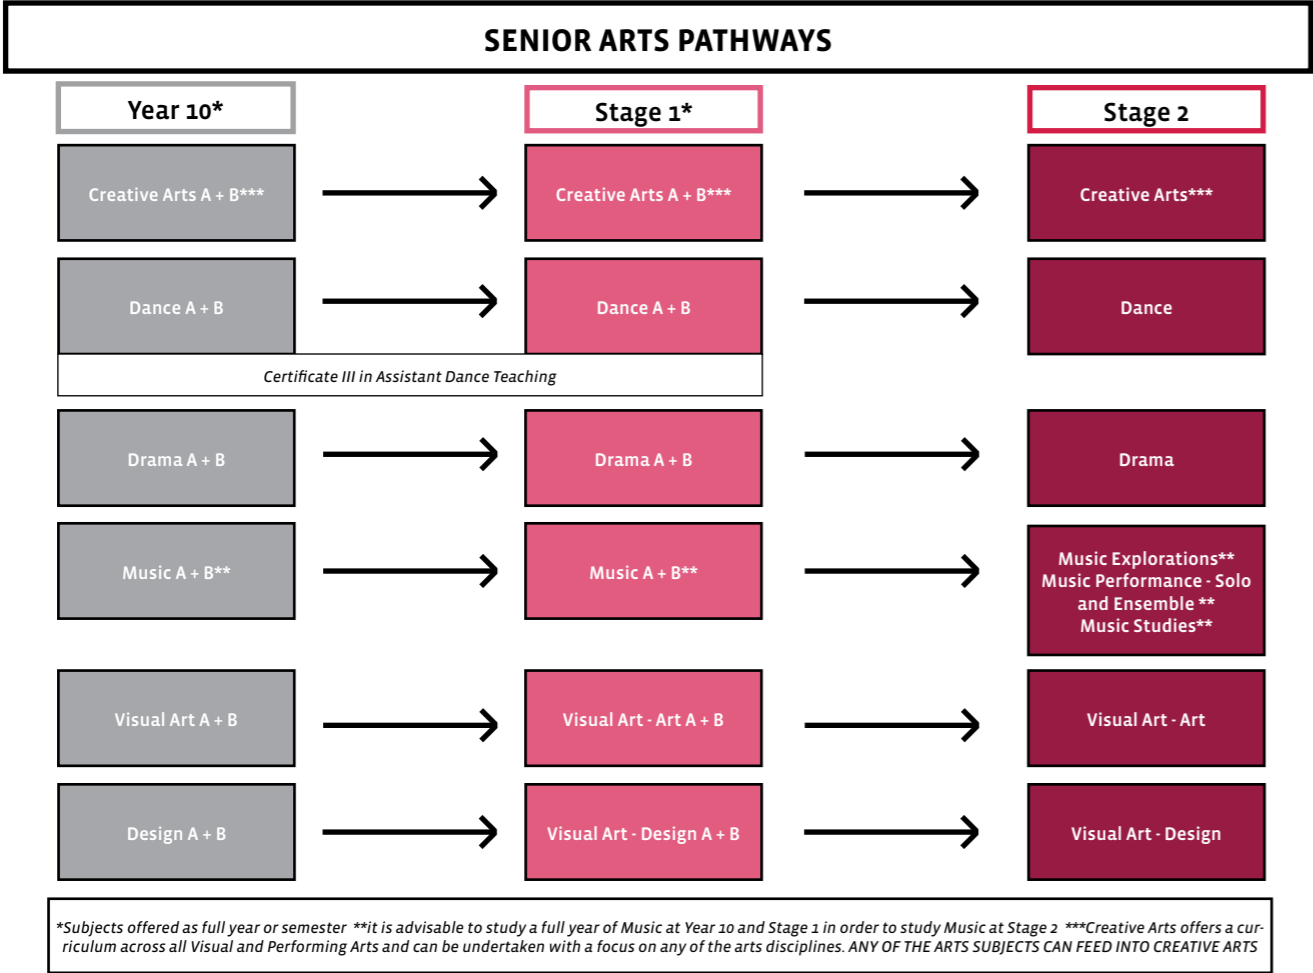 SENIOR ARTS PATHWAYS
Year 10*
Stage 1*
Stage 2
Creative Arts A + B***
Creative Arts A + B***
Creative Arts***
Dance A + B
Dance A + B
Dance
Certificate III in Assistant Dance Teaching
Drama A + B
Drama A + B
Drama
Music A + B**
Music A + B**
Music Explorations**
Music Performance - Solo
and Ensemble **
Music Studies**
Visual Art A + B
Visual Art - Art A + B
Visual Art - Art
Design A + B
Visual Art - Design A + B
Visual Art - Design
*Subjects offered as full year or semester **it is advisable to study a full year of Music at Year 10 and Stage 1 in order to study Music at Stage 2 ***Creative Arts offers a cur-
riculum across all Visual and Performing Arts and can be undertaken with a focus on any of the arts disciplines. ANY OF THE ARTS SUBJECTS CAN FEED INTO CREATIVE ARTS